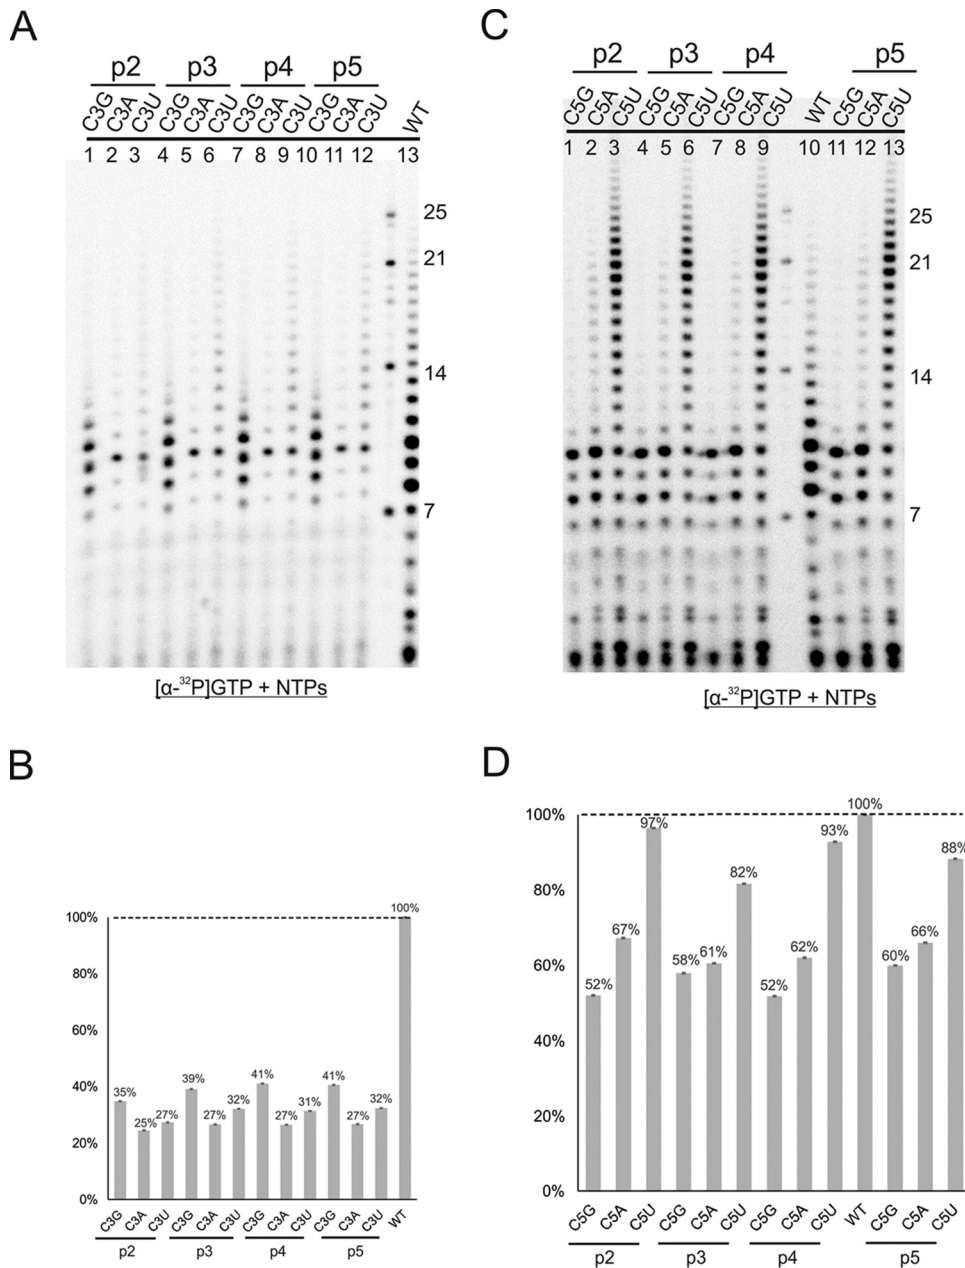 A
p2 p3 p4 p5
C3G C3A C3U C3G C3A C3U C3G C3A C3U C3G C3A C3U WT
1 2 3 4 5 6 7 8 9 10 11 12 13
25
21
14
7
[α-³²P]GTP + NTPs
C
p2 p3 p4 p5
C5G C5A C5U C5G C5A C5U C5G C5A C5U WT C5G C5A C5U
1 2 3 4 5 6 7 8 9 10 11 12 13
25
21
14
7
[α-³²P]GTP + NTPs
B
100%
80%
60%
40%
20%
0%
35% 25% 27% 39% 27% 32% 41% 27% 31% 41% 27% 32% 100%
C3G C3A C3U C3G C3A C3U C3G C3A C3U C3G C3A C3U WT
p2 p3 p4 p5
D
100%
80%
60%
40%
20%
0%
52% 67% 97% 58% 61% 82% 52% 62% 93% 100% 60% 66% 88%
C5G C5A C5U C5G C5A C5U C5G C5A C5U WT C5G C5A C5U
p2 p3 p4 p5